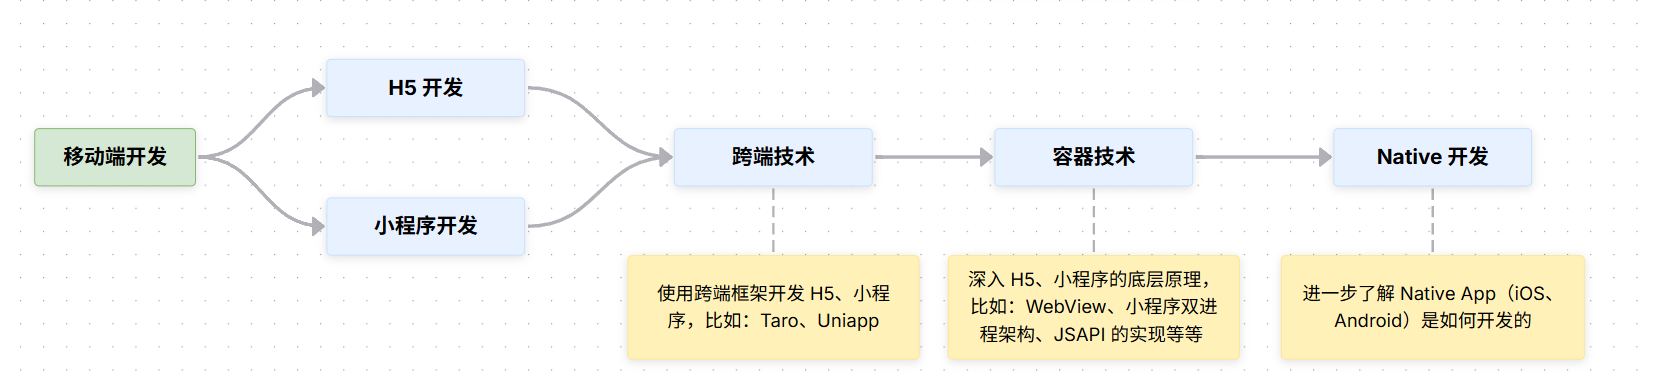 移动端开发
H5 开发
小程序开发
跨端技术
容器技术
Native 开发
使用跨端框架开发 H5、小程
序，比如：Taro、Uniapp
深入 H5、小程序的底层原理，
比如：WebView、小程序双进
程架构、JSAPI 的实现等等
进一步了解 Native App（iOS、
Android）是如何开发的